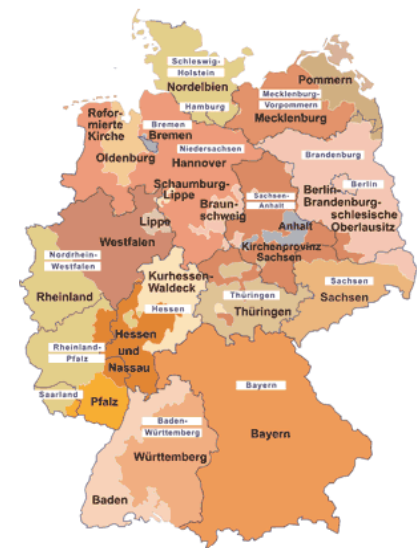 Schleswig-
Holstein
Nordelbien
Hamburg
Pommern
Mecklenburg-
Vorpommern
Mecklenburg
Refor-
mierte
Kirche
Bremen
Bremen
Oldenburg
Niedersachsen
Hannover
Brandenburg
Berlin
Berlin-
Brandenburg-
schlesische
Oberlausitz
Schaumburg-
Lippe
Lippe
Braun-
schweig
Sachsen-
Anhalt
Anhalt
Kirchenprovinz
Sachsen
Westfalen
Nordrhein-
Westfalen
Rheinland
Kurhessen-
Waldeck
Hessen
Hessen
und
Nassau
Thüringen
Thüringen
Sachsen
Sachsen
Rheinland-
Pfalz
Saarland
Pfalz
Bayern
Bayern
Baden-
Württemberg
Württemberg
Baden